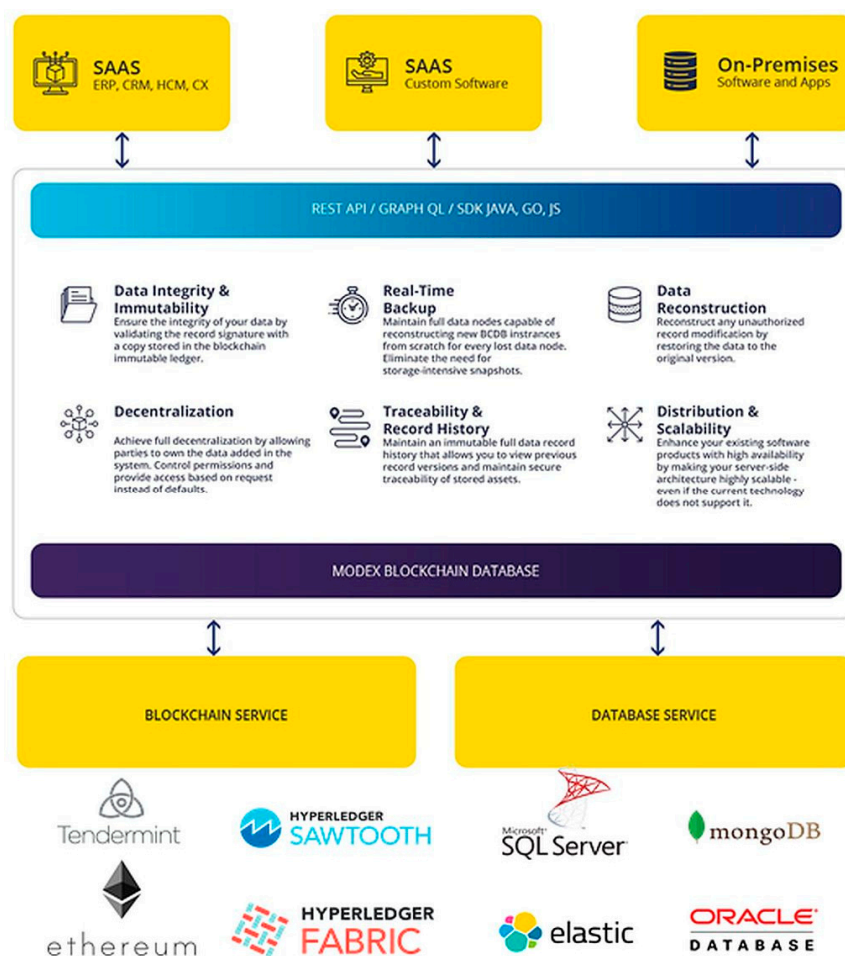 SAAS
ERP, CRM, HCM, CX
SAAS
Custom Software
On-Premises
Software and Apps
REST API / GRAPH QL / SDK JAVA, GO, JS
Data Integrity &
Immutability
Ensure the integrity of your data by
validating the record signature with
a copy stored in the blockchain
immutable ledger.
Real-Time
Backup
Maintain full data nodes capable of
reconstructing new BCDB instrances
from scratch for every lost data node.
Eliminate the need for
storage-intensive snapshots.
Data
Reconstruction
Reconstruct any unauthorized
record modification by
restoring the data to the
original version.
Decentralization
Achieve full decentralization by allowing
parties to own the data added in the
system. Control permissions and
provide access based on request
instead of defaults.
Traceability &
Record History
Maintain an immutable full data record
history that allows you to view previous
record versions and maintain secure
traceability of stored assets.
Distribution &
Scalability
Enhance your existing software
products with high availability
by making your server-side
architecture highly scalable -
even if the current technology
does not support it.
MODEX BLOCKCHAIN DATABASE
BLOCKCHAIN SERVICE
DATABASE SERVICE
Tendermint
HYPERLEDGER
SAWTOOTH
Microsoft®
SQL Server
mongoDB
ethereum
HYPERLEDGER
FABRIC
elastic
ORACLE®
DATABASE